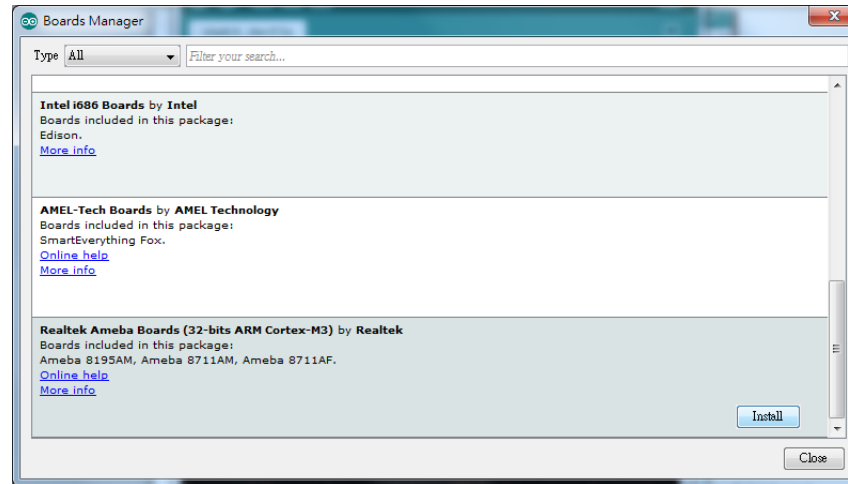 Boards Manager
Type All Filter your search...
Intel i686 Boards by Intel
Boards included in this package:
Edison.
More info
AMEL-Tech Boards by AMEL Technology
Boards included in this package:
SmartEverything Fox.
Online help
More info
Realtek Ameba Boards (32-bits ARM Cortex-M3) by Realtek
Boards included in this package:
Ameba 8195AM, Ameba 8711AM, Ameba 8711AF.
Online help
More info
Install
Close